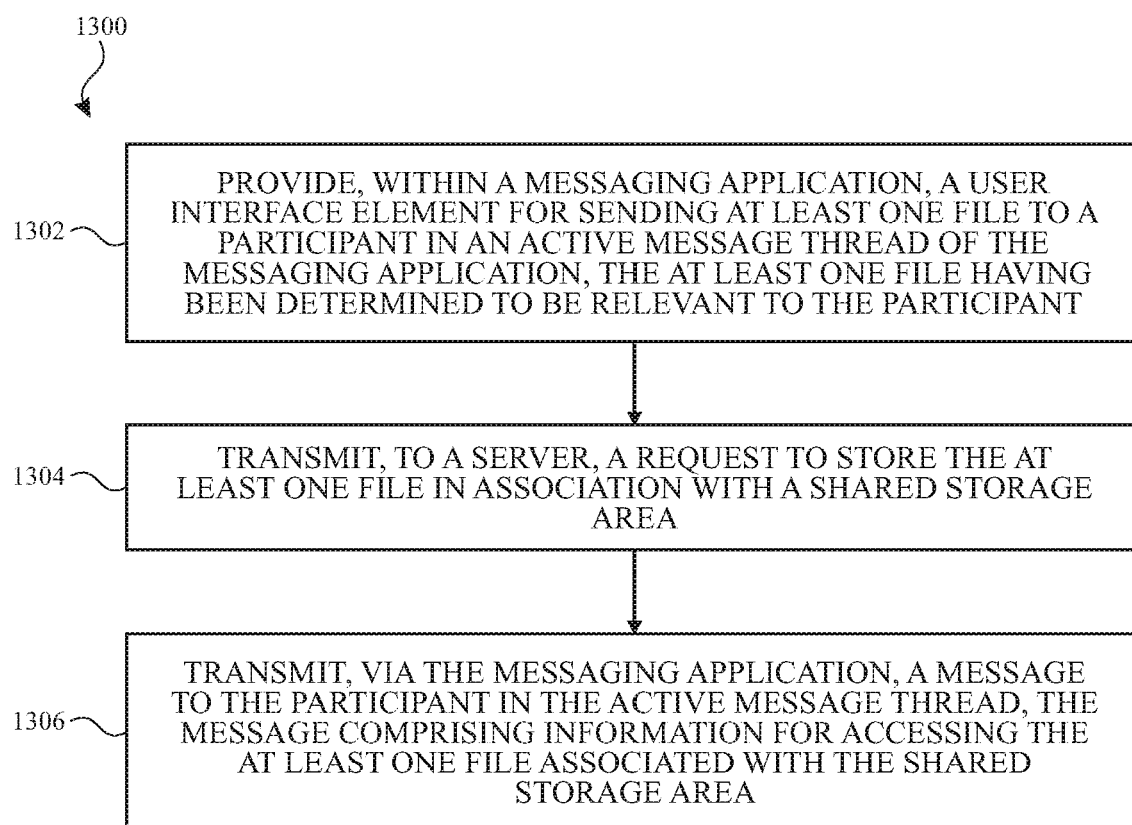 1300
1302
PROVIDE, WITHIN A MESSAGING APPLICATION, A USER
INTERFACE ELEMENT FOR SENDING AT LEAST ONE FILE TO A
PARTICIPANT IN AN ACTIVE MESSAGE THREAD OF THE
MESSAGING APPLICATION, THE AT LEAST ONE FILE HAVING
BEEN DETERMINED TO BE RELEVANT TO THE PARTICIPANT
1304
TRANSMIT, TO A SERVER, A REQUEST TO STORE THE AT
LEAST ONE FILE IN ASSOCIATION WITH A SHARED STORAGE
AREA
1306
TRANSMIT, VIA THE MESSAGING APPLICATION, A MESSAGE
TO THE PARTICIPANT IN THE ACTIVE MESSAGE THREAD, THE
MESSAGE COMPRISING INFORMATION FOR ACCESSING THE
AT LEAST ONE FILE ASSOCIATED WITH THE SHARED
STORAGE AREA